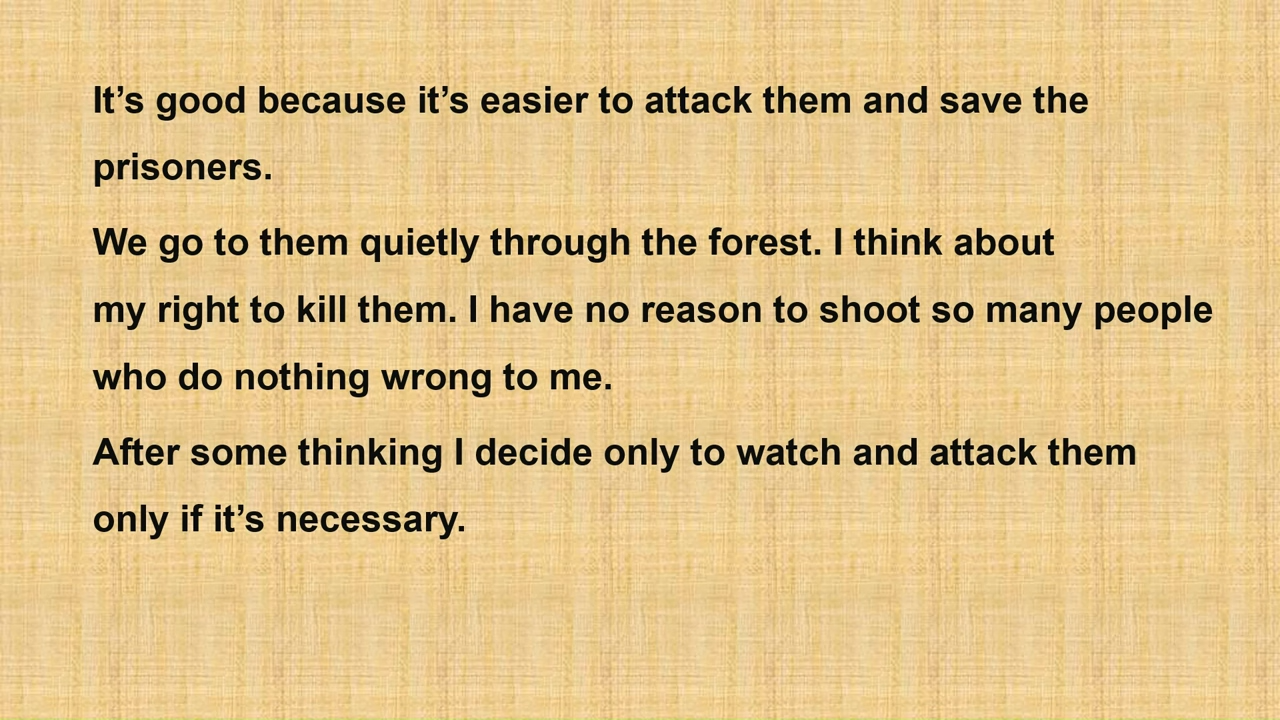 It’s good because it’s easier to attack them and save the
prisoners.
We go to them quietly through the forest. I think about
my right to kill them. I have no reason to shoot so many people
who do nothing wrong to me.
After some thinking I decide only to watch and attack them
only if it’s necessary.